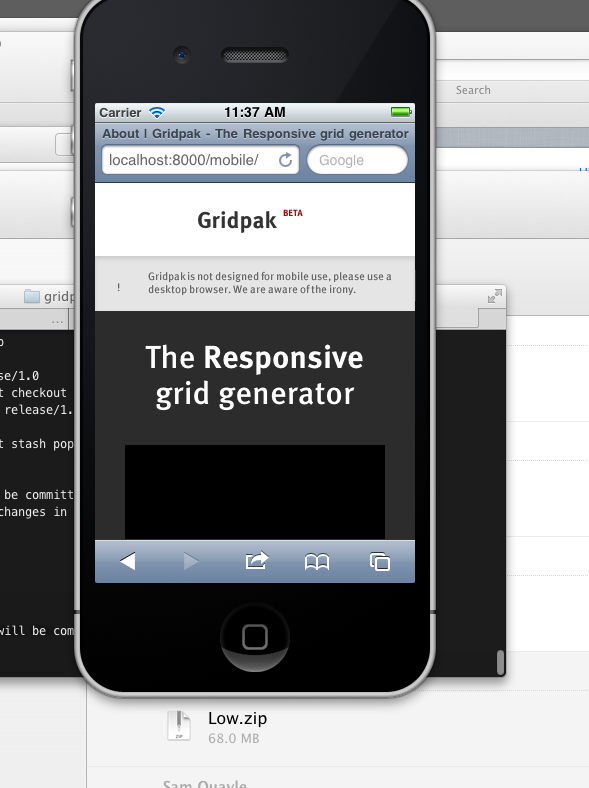 Carrier 11:37 AM
About | Gridpak - The Responsive grid generator
localhost:8000/mobile/ Google
Search
Gridpak BETA
! Gridpak is not designed for mobile use, please use a
desktop browser. We are aware of the irony.
gridp
...
The Responsive
grid generator
se/1.0
t checkout
release/1.
t stash pop
be committ
changes in
will be com
Low.zip
68.0 MB
ZIP
Sam Quayle